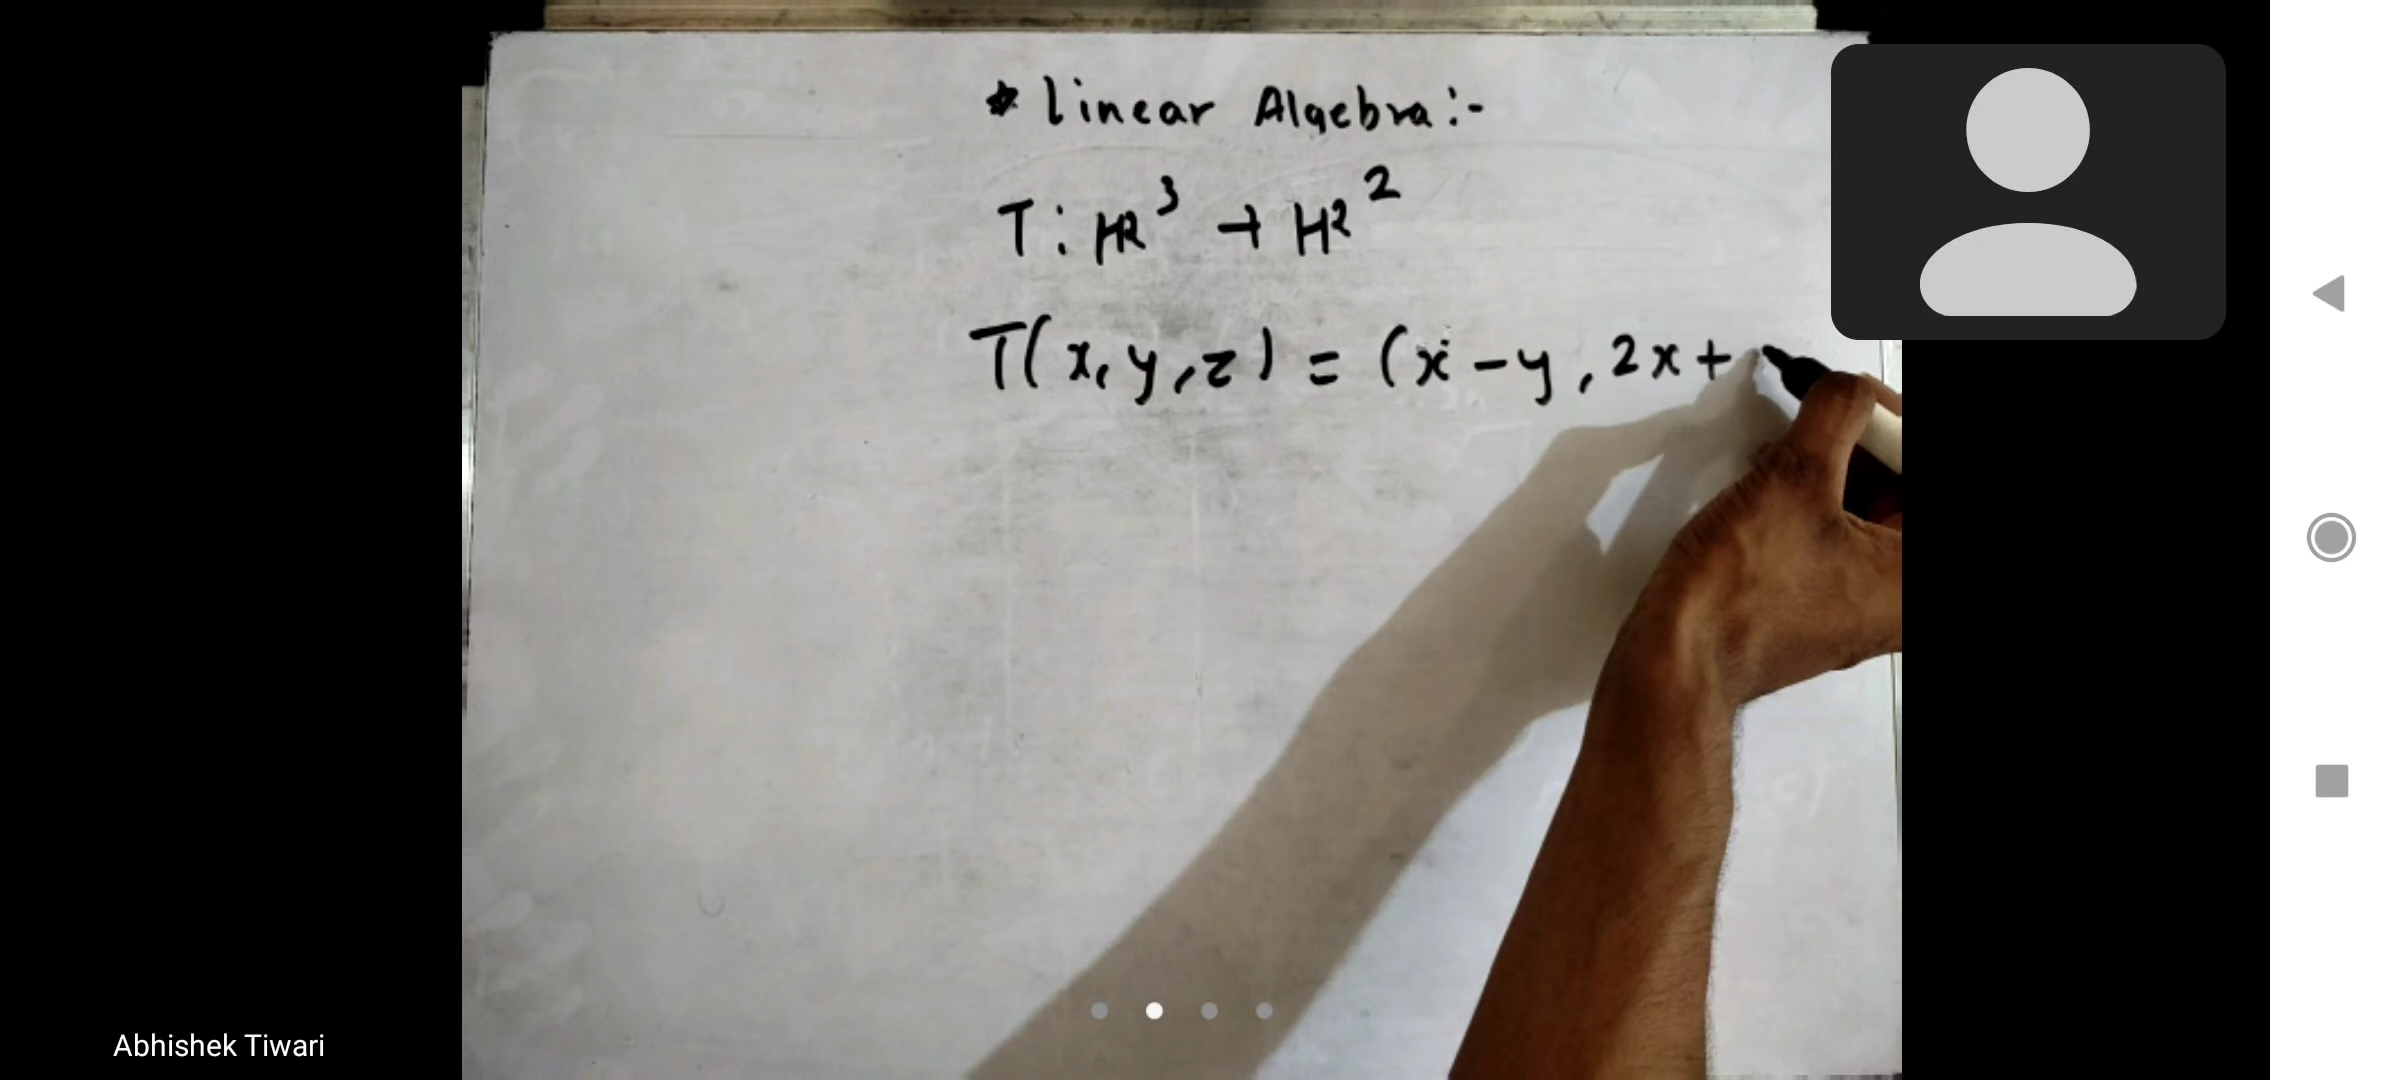 * Linear Algebra:-
T: ℝ³ → ℝ²
T(x, y, z) = (x - y, 2x +
Abhishek Tiwari